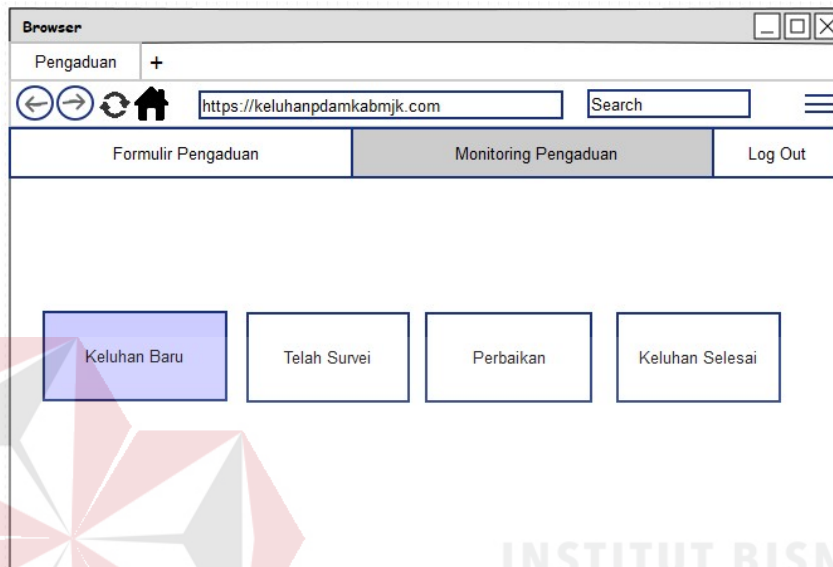 Browser
Pengaduan +
https://keluhanpdamkabmjk.com Search
Formulir Pengaduan Monitoring Pengaduan Log Out
Keluhan Baru Telah Survei Perbaikan Keluhan Selesai
INSTITUT BISN